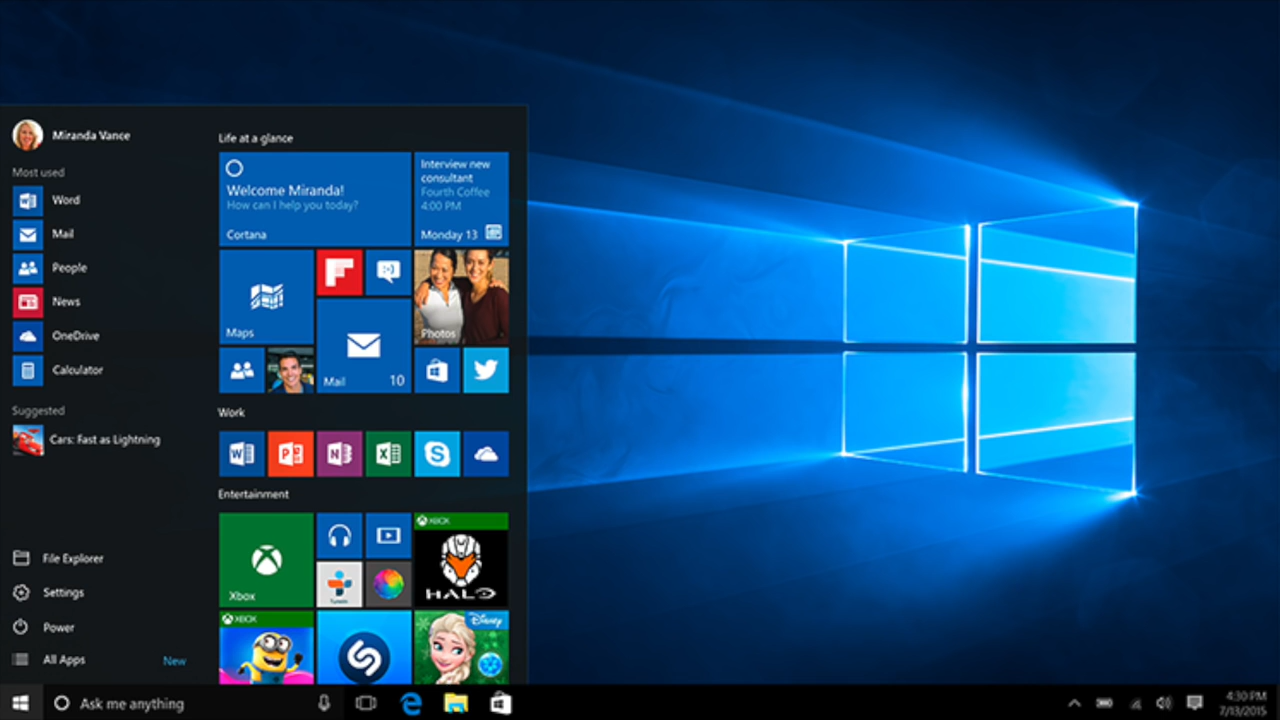 Miranda Vance
Most used
Word
Mail
People
News
OneDrive
Calculator
Suggested
Cars: Fast as Lightning
File Explorer
Settings
Power
All Apps New
Life at a glance
Welcome Miranda!
How can I help you today?
Cortana
Interview new
consultant
Fourth Coffee
4:00 PM
Monday 13
Maps
Mail 10
Photos
Work
Entertainment
Xbox
XBOX
HALO
XBOX
Disney
Ask me anything
4:30 PM
7/13/2015